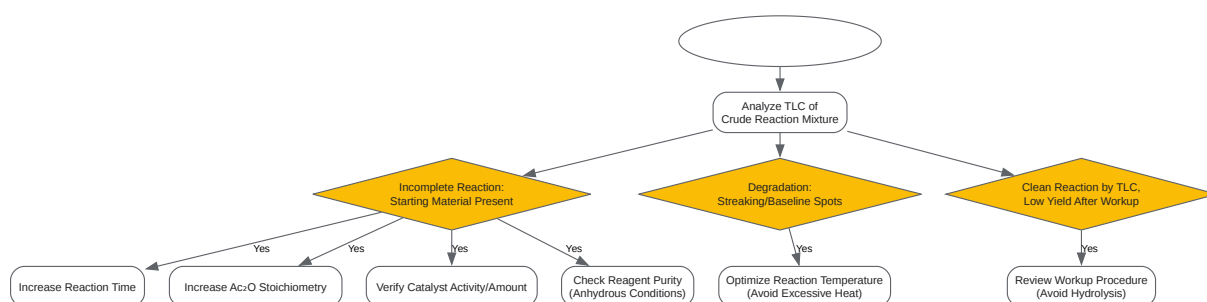 Analyze TLC of
Crude Reaction Mixture
Incomplete Reaction:
Starting Material Present
Degradation:
Streaking/Baseline Spots
Clean Reaction by TLC,
Low Yield After Workup
Yes
Yes
Yes
Yes
Yes
Yes
Increase Reaction Time
Increase Ac₂O Stoichiometry
Verify Catalyst Activity/Amount
Check Reagent Purity
(Anhydrous Conditions)
Optimize Reaction Temperature
(Avoid Excessive Heat)
Review Workup Procedure
(Avoid Hydrolysis)